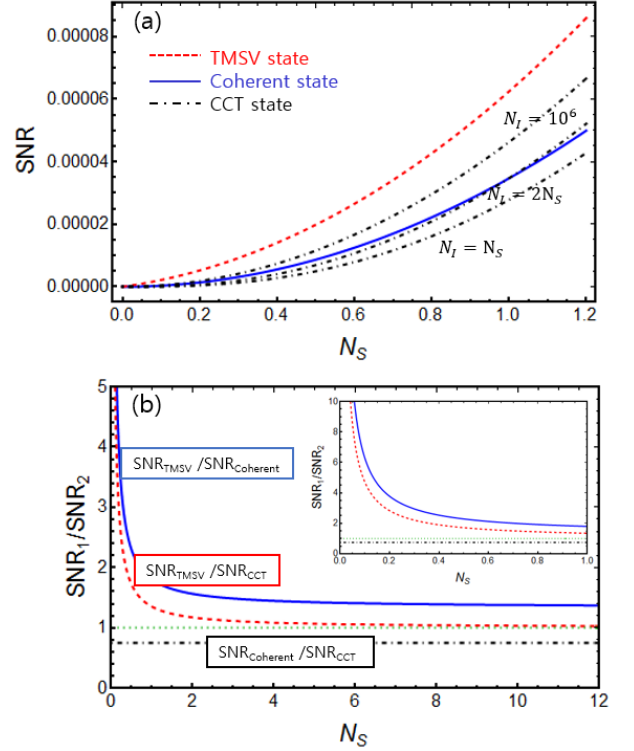 (a)
SNR
0.00008
0.00006
0.00004
0.00002
0.00000
TMSV state
Coherent state
CCT state
N_I = 10^6
N_I = 2N_S
N_I = N_S
0.0 0.2 0.4 0.6 0.8 1.0 1.2
N_S
(b)
SNR_1/SNR_2
5
4
3
2
1
0
SNR_TMSV /SNR_Coherent
SNR_TMSV /SNR_CCT
SNR_Coherent /SNR_CCT
0 2 4 6 8 10 12
N_S
SNR_1/SNR_2
10
8
6
4
2
0
0.0 0.2 0.4 0.6 0.8 1.0
N_S